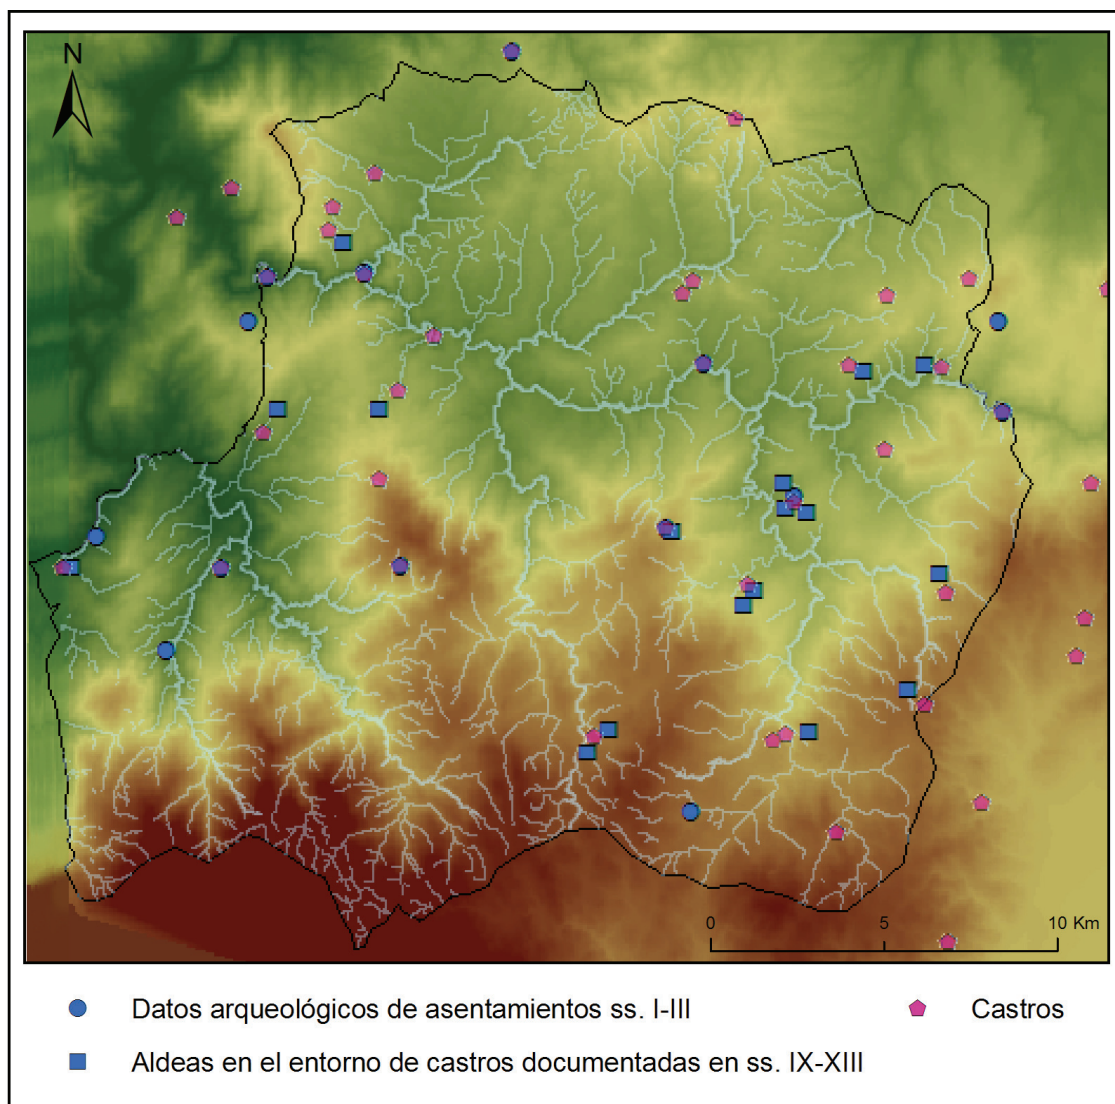 N
0 5 10 Km
Datos arqueológicos de asentamientos ss. I-III
Castros
Aldeas en el entorno de castros documentadas en ss. IX-XIII